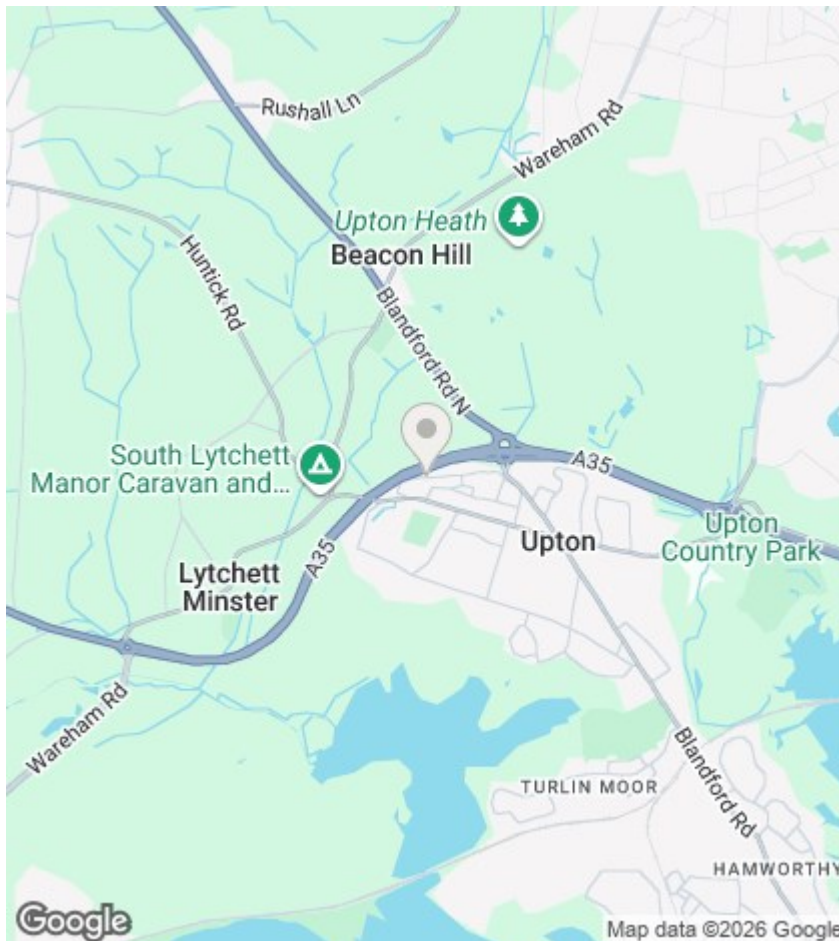 Rushall Ln
Wareham Rd
Upton Heath
Beacon Hill
Huntick Rd
Blandford Rd N
South Lytchett
Manor Caravan and...
A35
Upton
Upton
Country Park
A35
Lytchett
Minster
Wareham Rd
Blandford Rd
TURLIN MOOR
HAMWORTHY
Google
Map data ©2026 Google